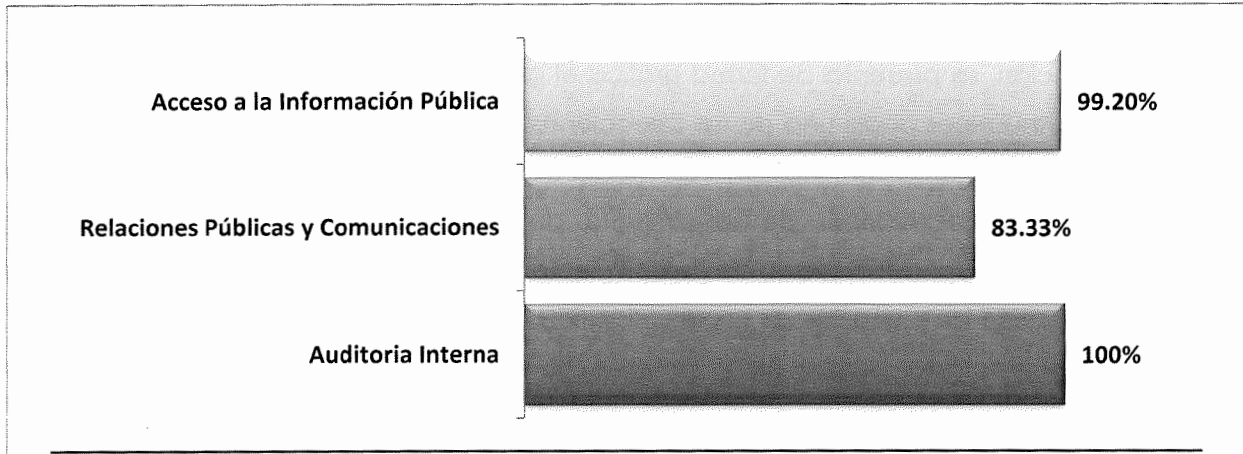 Acceso a la Información Pública
99.20%
Relaciones Públicas y Comunicaciones
83.33%
Auditoria Interna
100%